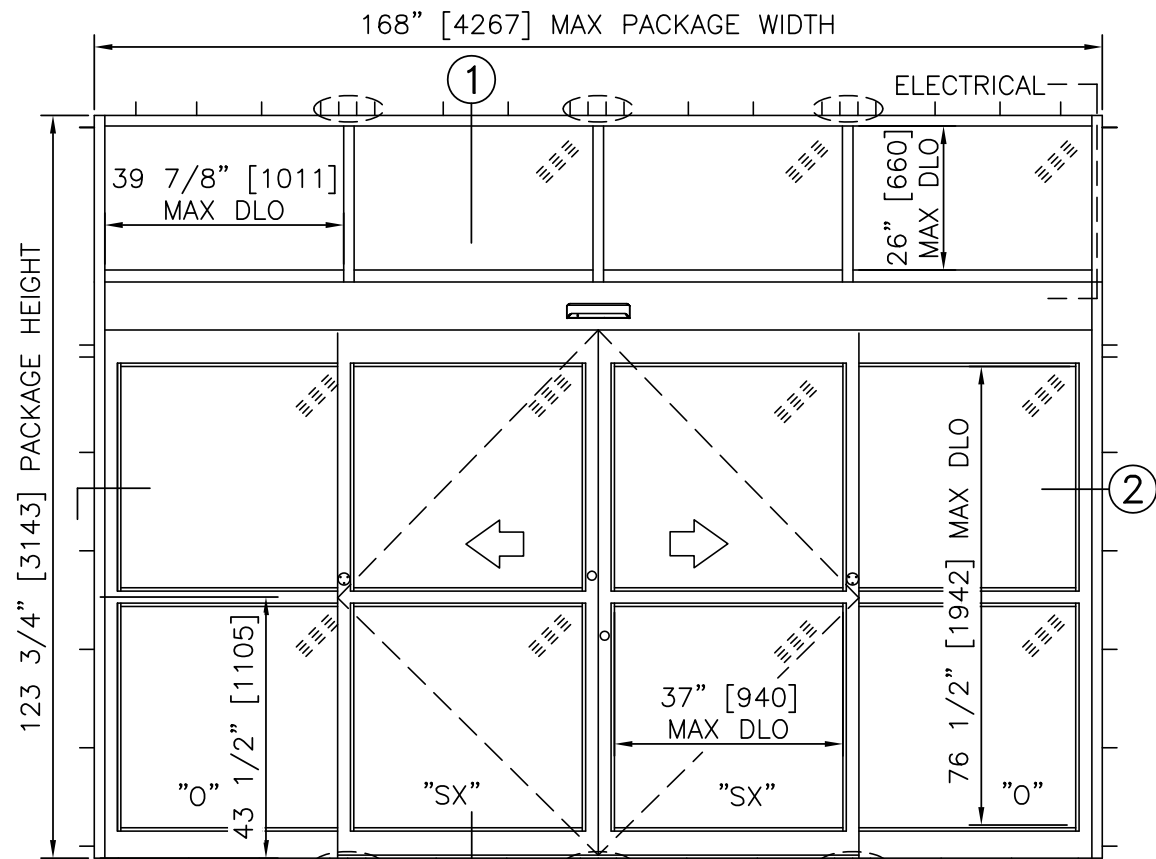 168” [4267] MAX PACKAGE WIDTH
1
ELECTRICAL
39 7/8” [1011]
MAX DLO
26” [660]
MAX DLO
123 3/4” [3143] PACKAGE HEIGHT
2
76 1/2” [1942] MAX DLO
43 1/2” [1105]
37” [940]
MAX DLO
”O”
”SX”
”SX”
”O”